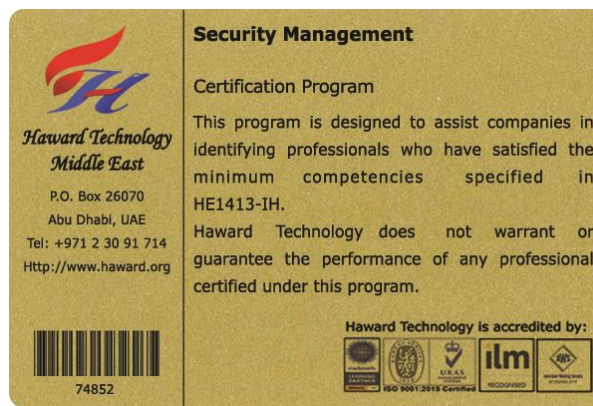 Haward Technology
Middle East
P.O. Box 26070
Abu Dhabi, UAE
Tel: +971 2 30 91 714
Http://www.haward.org
74852
Security Management
Certification Program
This program is designed to assist companies in
identifying professionals who have satisfied the
minimum competencies specified in
HE1413-IH.
Haward Technology does not warrant or
guarantee the performance of any professional
certified under this program.
Haward Technology is accredited by:
LEARNING
PARTNER
UKAS
ISO 9001:2015 Certified
ilm
RECOGNISED
AWS